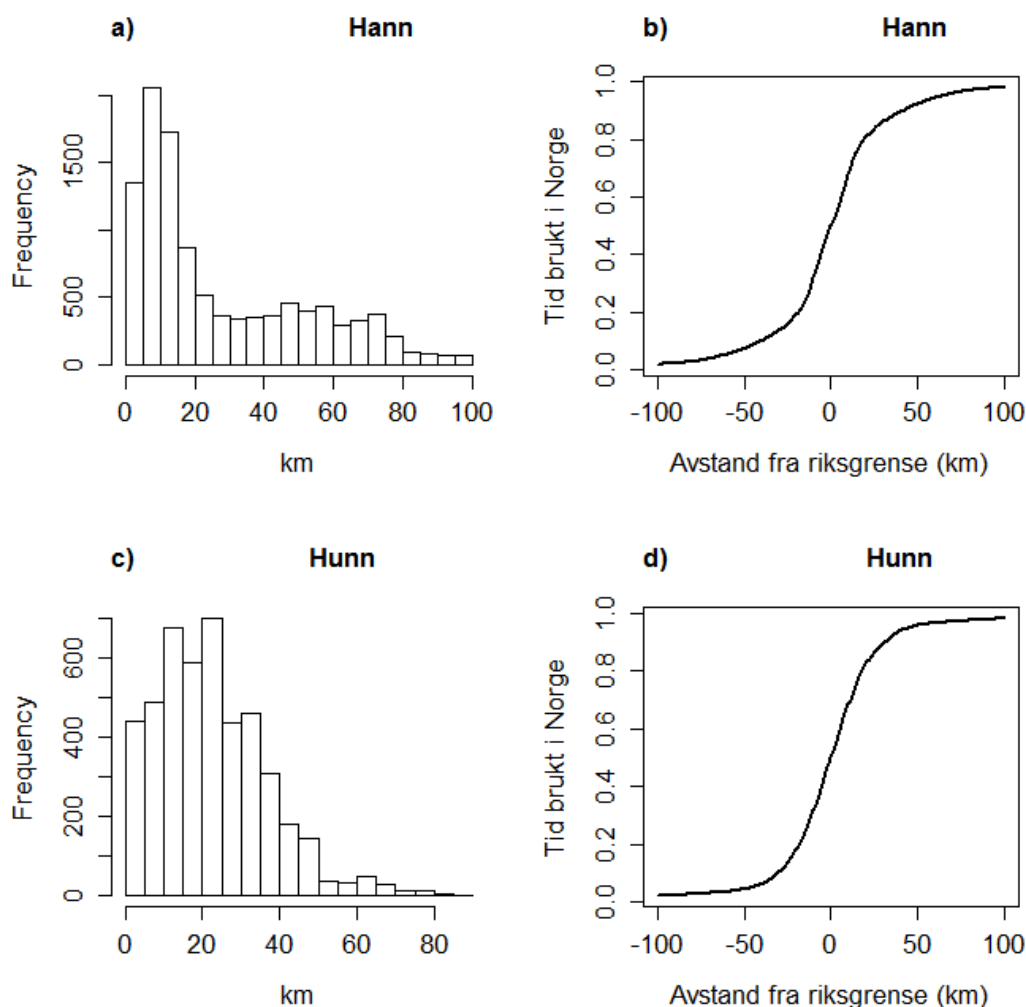 a) Hann
Frequency
0 500 1500
0 20 40 60 80 100
km
b) Hann
Tid brukt i Norge
0.0 0.2 0.4 0.6 0.8 1.0
-100 -50 0 50 100
Avstand fra riksgrense (km)
c) Hunn
Frequency
0 200 400 600
0 20 40 60 80
km
d) Hunn
Tid brukt i Norge
0.0 0.2 0.4 0.6 0.8 1.0
-100 -50 0 50 100
Avstand fra riksgrense (km)